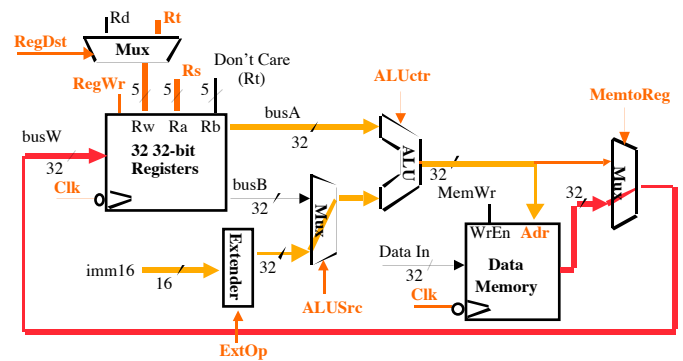 Rd Rt
RegDst
Mux
Don't Care
(Rt)
Rs
RegWr
5 5 5
ALUctr
MemtoReg
busA
busW
Rw Ra Rb
32
32 32-bit
Registers
ALU
32
32
Clk
busB
32
Mux
MemWr
32
Mux
WrEn Adr
Data In
32
Data
Memory
Extender
imm16
16
32
Clk
ALUSrc
ExtOp